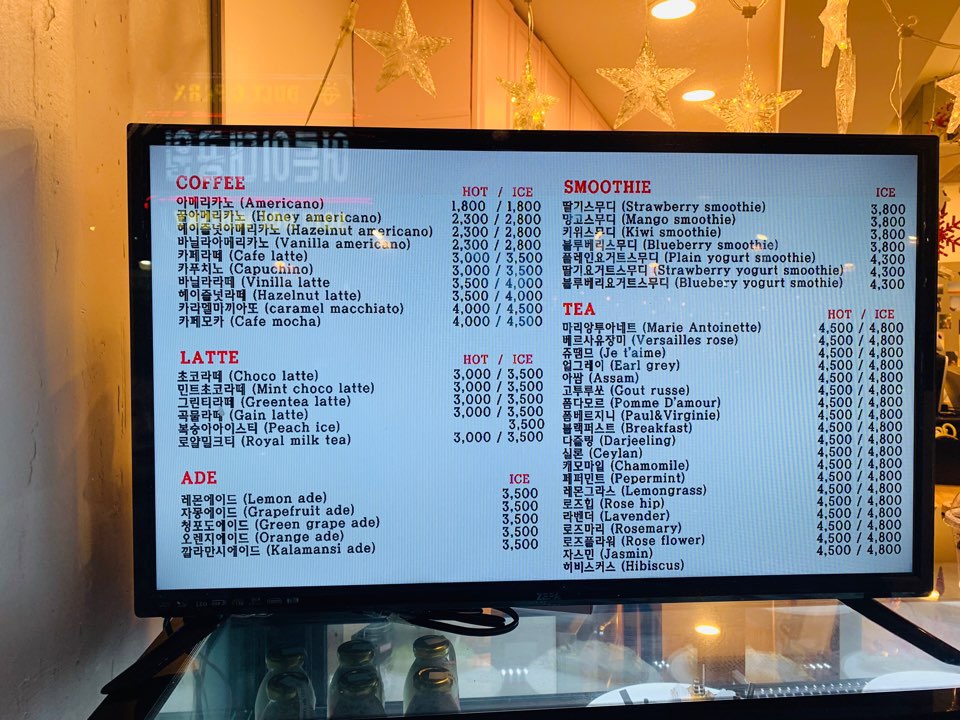 COFFEE HOT / ICE
아메리카노 (Americano) 1,800 / 1,800
꿀아메리카노 (Honey americano) 2,300 / 2,800
헤이즐넛아메리카노 (Hazelnut americano) 2,300 / 2,800
바닐라아메리카노 (Vanilla americano) 2,300 / 2,800
카페라떼 (Cafe latte) 3,000 / 3,500
카푸치노 (Capuchino) 3,000 / 3,500
바닐라라떼 (Vinilla latte 3,500 / 4,000
헤이즐넛라떼 (Hazelnut latte) 3,500 / 4,000
카라멜마끼아또 (caramel macchiato) 4,000 / 4,500
카페모카 (Cafe mocha) 4,000 / 4,500
LATTE HOT / ICE
초코라떼 (Choco latte) 3,000 / 3,500
민트초코라떼 (Mint choco latte) 3,000 / 3,500
그린티라떼 (Greentea latte) 3,000 / 3,500
곡물라떼 (Gain latte) 3,000 / 3,500
복숭아아이스티 (Peach ice) 3,500
로얄밀크티 (Royal milk tea) 3,000 / 3,500
ADE ICE
레몬에이드 (Lemon ade) 3,500
자몽에이드 (Grapefruit ade) 3,500
청포도에이드 (Green grape ade) 3,500
오렌지에이드 (Orange ade) 3,500
깔라만시에이드 (Kalamansi ade) 3,500
SMOOTHIE ICE
딸기스무디 (Strawberry smoothie) 3,800
망고스무디 (Mango smoothie) 3,800
키위스무디 (Kiwi smoothie) 3,800
블루베리스무디 (Blueberry smoothie) 3,800
플레인요거트스무디 (Plain yogurt smoothie) 4,300
딸기요거트스무디 (Strawberry yogurt smoothie) 4,300
블루베리요거트스무디 (Bluebery yogurt smothie) 4,300
TEA HOT / ICE
마리앙투아네트 (Marie Antoinette) 4,500 / 4,800
베르사유장미 (Versailles rose) 4,500 / 4,800
쥬땜므 (Je t'aime) 4,500 / 4,800
얼그레이 (Earl grey) 4,500 / 4,800
아쌈 (Assam) 4,500 / 4,800
고투루쏘 (Gout russe) 4,500 / 4,800
폼다모르 (Pomme D'amour) 4,500 / 4,800
폼베르지니 (Paul&Virginie) 4,500 / 4,800
블랙퍼스트 (Breakfast) 4,500 / 4,800
다즐링 (Darjeeling) 4,500 / 4,800
실론 (Ceylan) 4,500 / 4,800
캐모마일 (Chamomile) 4,500 / 4,800
페퍼민트 (Pepermint) 4,500 / 4,800
레몬그라스 (Lemongrass) 4,500 / 4,800
로즈힙 (Rose hip) 4,500 / 4,800
라벤더 (Lavender) 4,500 / 4,800
로즈마리 (Rosemary) 4,500 / 4,800
로즈플라워 (Rose flower) 4,500 / 4,800
자스민 (Jasmin) 4,500 / 4,800
히비스커스 (Hibiscus)